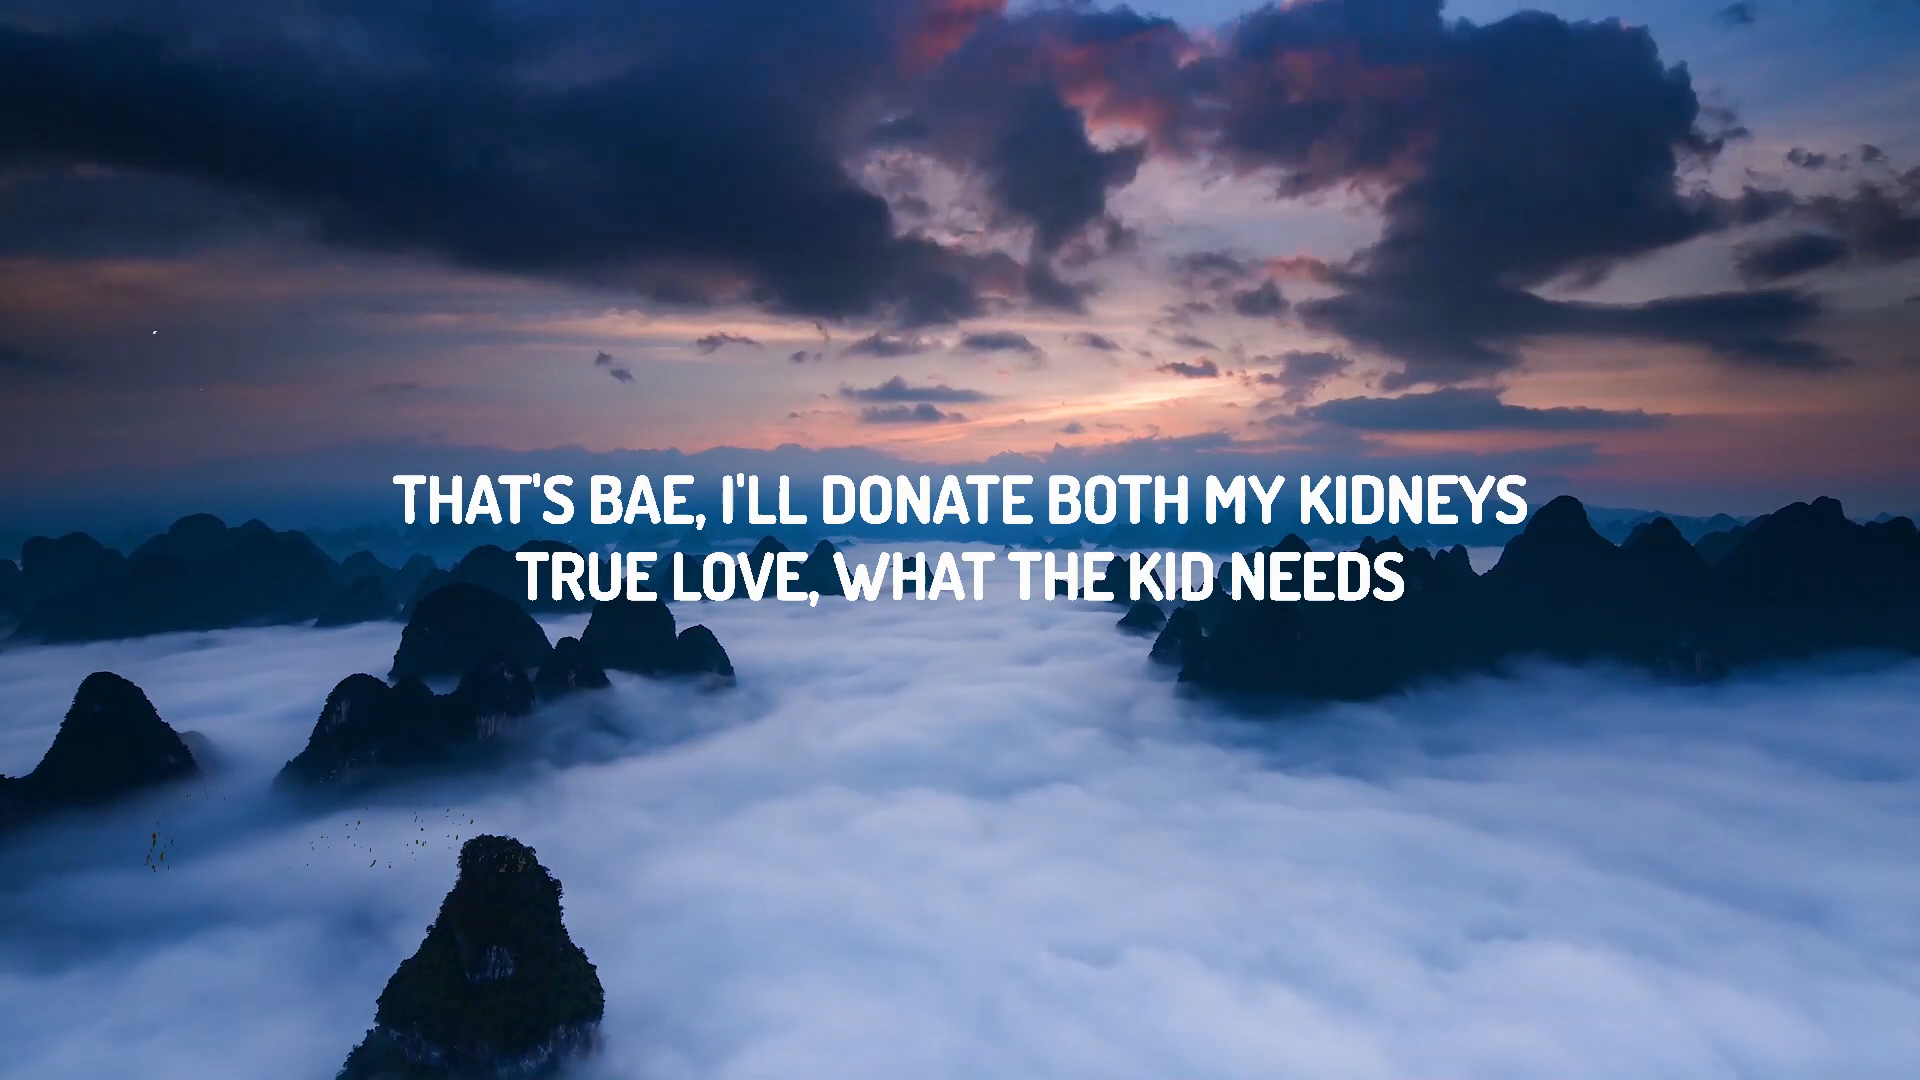 THAT'S BAE, I'LL DONATE BOTH MY KIDNEYS
TRUE LOVE, WHAT THE KID NEEDS